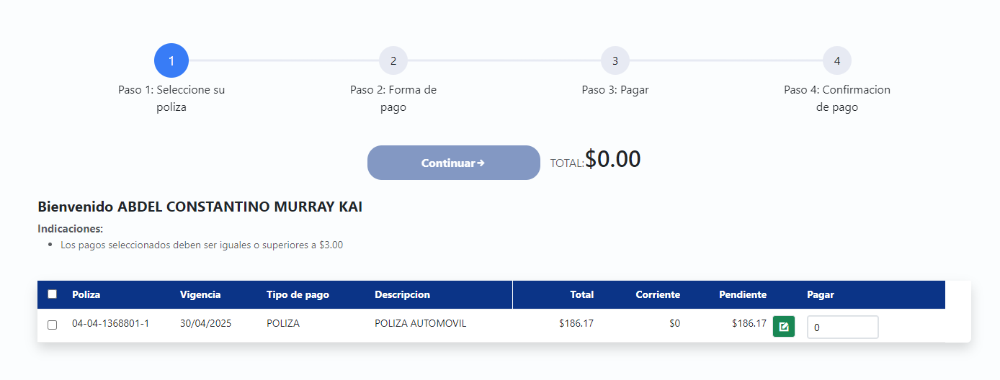 1 2 3 4
Paso 1: Seleccione su poliza
Paso 2: Forma de pago
Paso 3: Pagar
Paso 4: Confirmacion de pago
Continuar→ TOTAL:$0.00
Bienvenido ABDEL CONSTANTINO MURRAY KAI
Indicaciones:
• Los pagos seleccionados deben ser iguales o superiores a $3.00
Poliza Vigencia Tipo de pago Descripcion Total Corriente Pendiente Pagar
04-04-1368801-1 30/04/2025 POLIZA POLIZA AUTOMOVIL $186.17 $0 $186.17 0